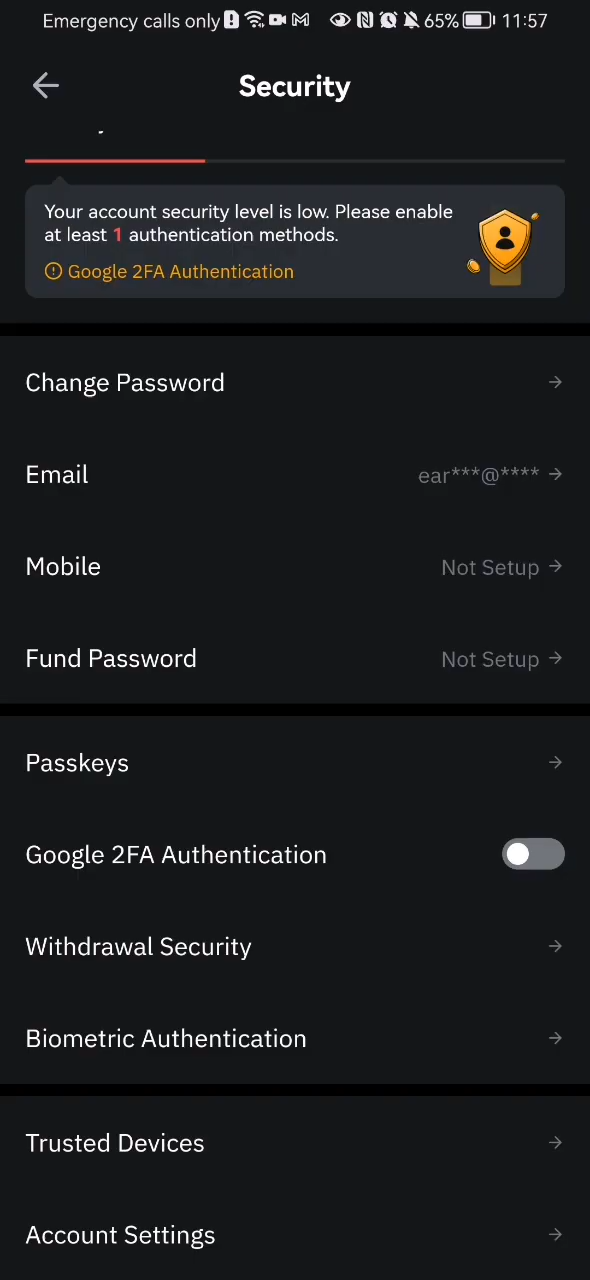 Emergency calls only 65% 11:57
Security
Your account security level is low. Please enable
at least 1 authentication methods.
Google 2FA Authentication
Change Password
Email ear***@****
Mobile Not Setup
Fund Password Not Setup
Passkeys
Google 2FA Authentication
Withdrawal Security
Biometric Authentication
Trusted Devices
Account Settings